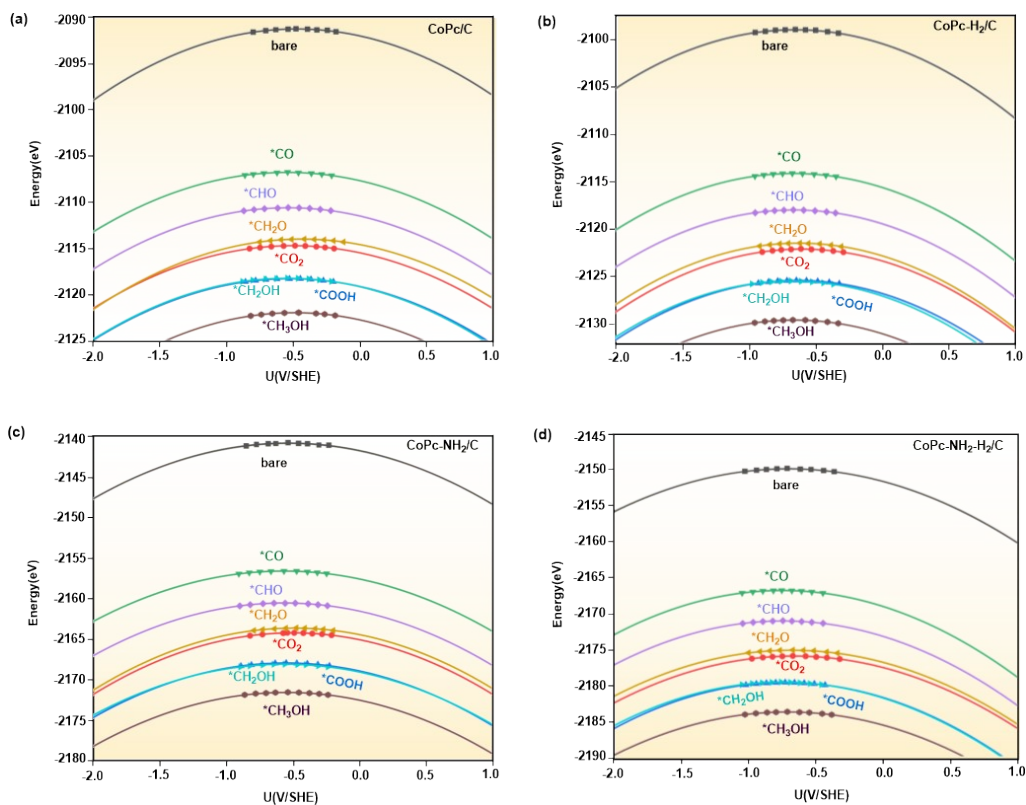 (a)
CoPc/C
Energy(eV)
-2090
-2095
-2100
-2105
-2110
-2115
-2120
-2125
bare
*CO
*CHO
*CH₂O
*CO₂
*CH₂OH
*COOH
*CH₃OH
-2.0 -1.5 -1.0 -0.5 0.0 0.5 1.0
U(V/SHE)
(b)
CoPc-H₂/C
Energy(eV)
-2100
-2105
-2110
-2115
-2120
-2125
-2130
bare
*CO
*CHO
*CH₂O
*CO₂
*CH₂OH
*COOH
*CH₃OH
-2.0 -1.5 -1.0 -0.5 0.0 0.5 1.0
U(V/SHE)
(c)
CoPc-NH₂/C
Energy(eV)
-2140
-2145
-2150
-2155
-2160
-2165
-2170
-2175
-2180
bare
*CO
*CHO
*CH₂O
*CO₂
*CH₂OH
*COOH
*CH₃OH
-2.0 -1.5 -1.0 -0.5 0.0 0.5 1.0
U(V/SHE)
(d)
CoPc-NH₂-H₂/C
Energy(eV)
-2145
-2150
-2155
-2160
-2165
-2170
-2175
-2180
-2185
-2190
bare
*CO
*CHO
*CH₂O
*CO₂
*CH₂OH
*COOH
*CH₃OH
-2.0 -1.5 -1.0 -0.5 0.0 0.5 1.0
U(V/SHE)